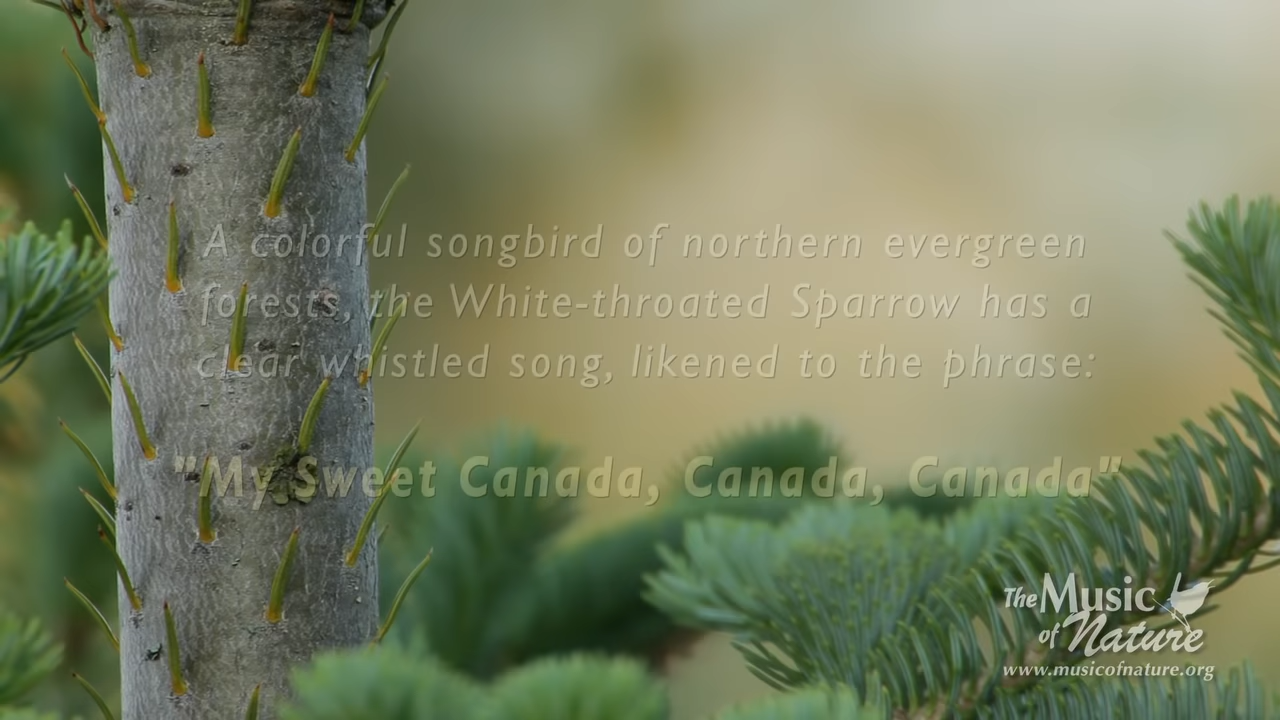 A colorful songbird of northern evergreen
forests, the White-throated Sparrow has a
clear whistled song, likened to the phrase:
"My Sweet Canada, Canada, Canada"
The Music
of Nature
www.musicofnature.org